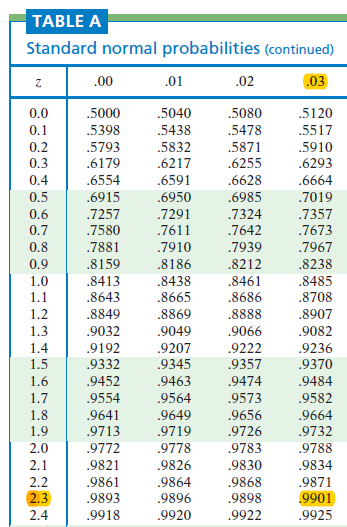 TABLE A
Standard normal probabilities (continued)
z .00 .01 .02 .03
0.0 .5000 .5040 .5080 .5120
0.1 .5398 .5438 .5478 .5517
0.2 .5793 .5832 .5871 .5910
0.3 .6179 .6217 .6255 .6293
0.4 .6554 .6591 .6628 .6664
0.5 .6915 .6950 .6985 .7019
0.6 .7257 .7291 .7324 .7357
0.7 .7580 .7611 .7642 .7673
0.8 .7881 .7910 .7939 .7967
0.9 .8159 .8186 .8212 .8238
1.0 .8413 .8438 .8461 .8485
1.1 .8643 .8665 .8686 .8708
1.2 .8849 .8869 .8888 .8907
1.3 .9032 .9049 .9066 .9082
1.4 .9192 .9207 .9222 .9236
1.5 .9332 .9345 .9357 .9370
1.6 .9452 .9463 .9474 .9484
1.7 .9554 .9564 .9573 .9582
1.8 .9641 .9649 .9656 .9664
1.9 .9713 .9719 .9726 .9732
2.0 .9772 .9778 .9783 .9788
2.1 .9821 .9826 .9830 .9834
2.2 .9861 .9864 .9868 .9871
2.3 .9893 .9896 .9898 .9901
2.4 .9918 .9920 .9922 .9925